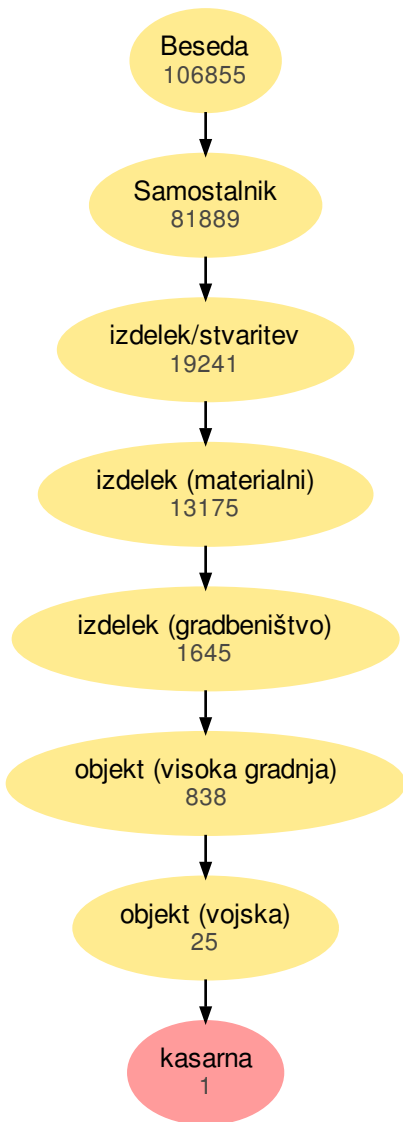 Beseda
106855
Samostalnik
81889
izdelek/stvaritev
19241
izdelek (materialni)
13175
izdelek (gradbeništvo)
1645
objekt (visoka gradnja)
838
objekt (vojska)
25
kasarna
1